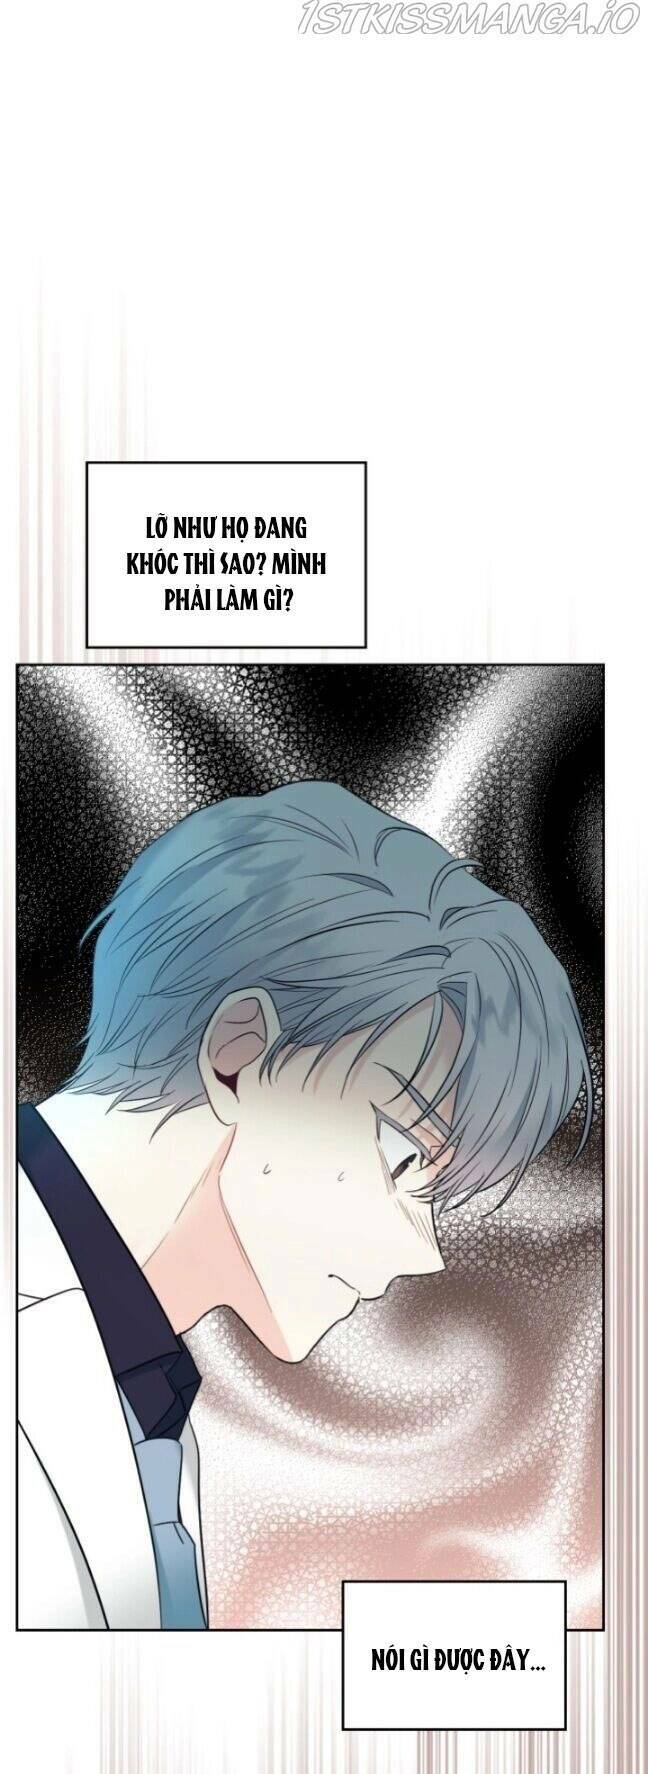 1STKISSMANGA.IO
LỠ NHƯ HỌ ĐANG
KHÓC THÌ SAO? MÌNH
PHẢI LÀM GÌ?
NÓI GÌ ĐƯỢC ĐÂY...